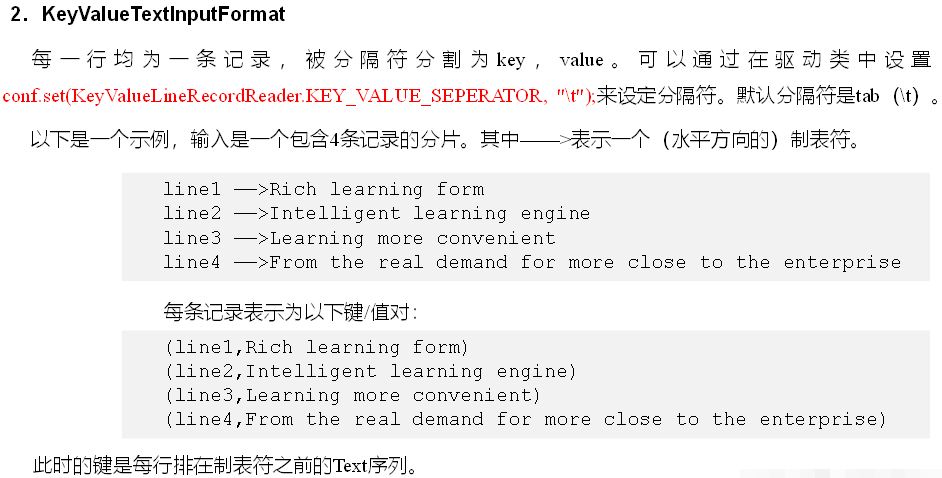 2．KeyValueTextInputFormat
每一行均为一条记录，被分隔符分割为key，value。可以通过在驱动类中设置
conf.set(KeyValueLineRecordReader.KEY_VALUE_SEPERATOR, "\t");来设定分隔符。默认分隔符是tab（\t）。
以下是一个示例，输入是一个包含4条记录的分片。其中——>表示一个（水平方向的）制表符。
line1 ——>Rich learning form
line2 ——>Intelligent learning engine
line3 ——>Learning more convenient
line4 ——>From the real demand for more close to the enterprise
每条记录表示为以下键/值对：
(line1,Rich learning form)
(line2,Intelligent learning engine)
(line3,Learning more convenient)
(line4,From the real demand for more close to the enterprise)
此时的键是每行排在制表符之前的Text序列。